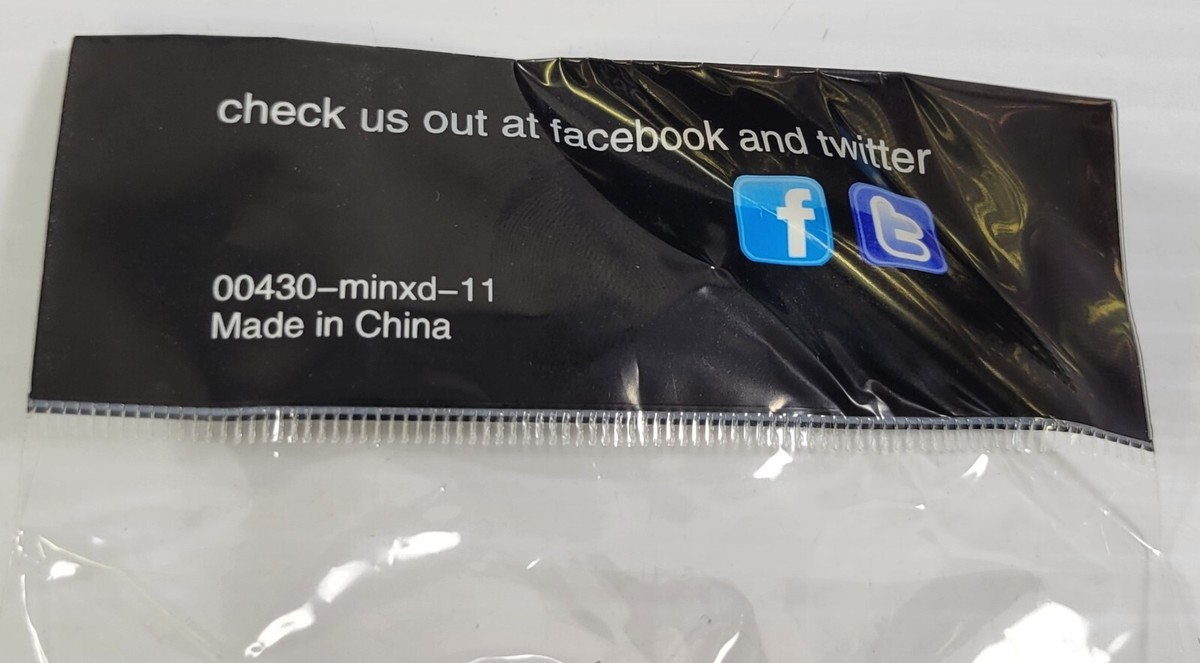 check us out at facebook and twitter
f t
00430-minxd-11
Made in China